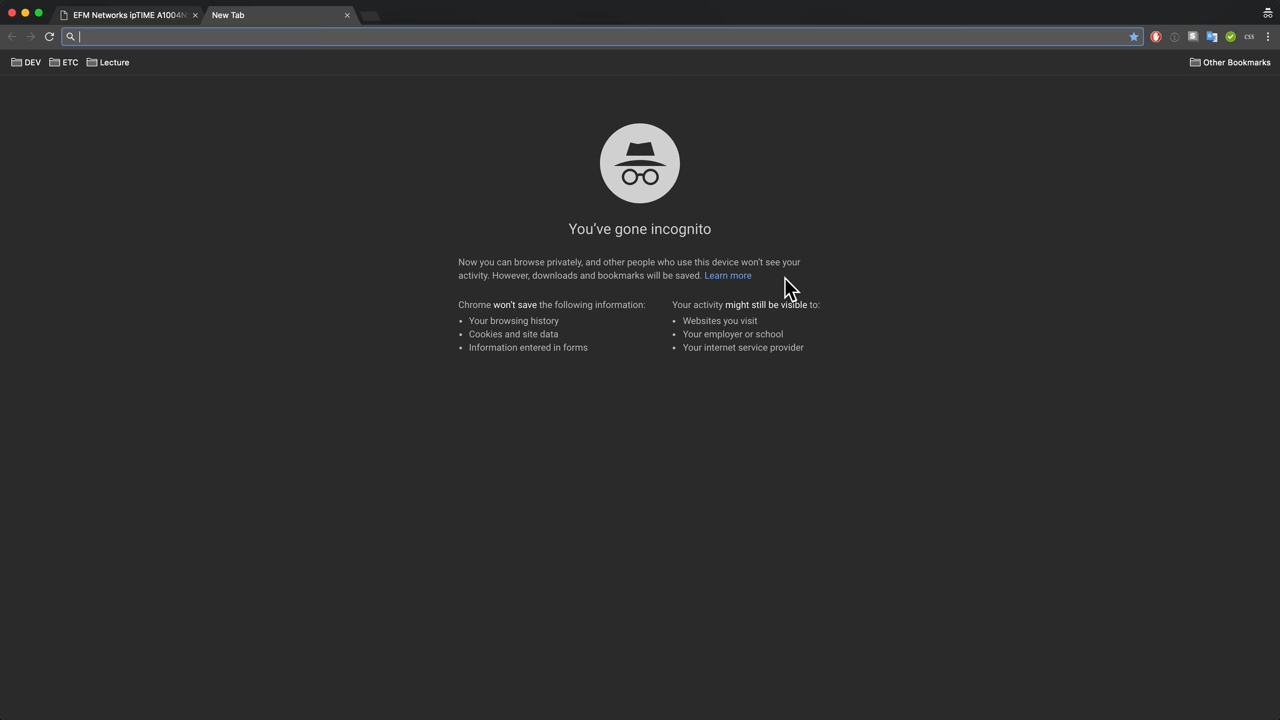 EFM Networks ipTIME A1004N
New Tab
DEV
ETC
Lecture
Other Bookmarks
CSS
You've gone incognito
Now you can browse privately, and other people who use this device won't see your
activity. However, downloads and bookmarks will be saved. Learn more
Chrome won't save the following information:
Your browsing history
Cookies and site data
Information entered in forms
Your activity might still be visible to:
Websites you visit
Your employer or school
Your internet service provider